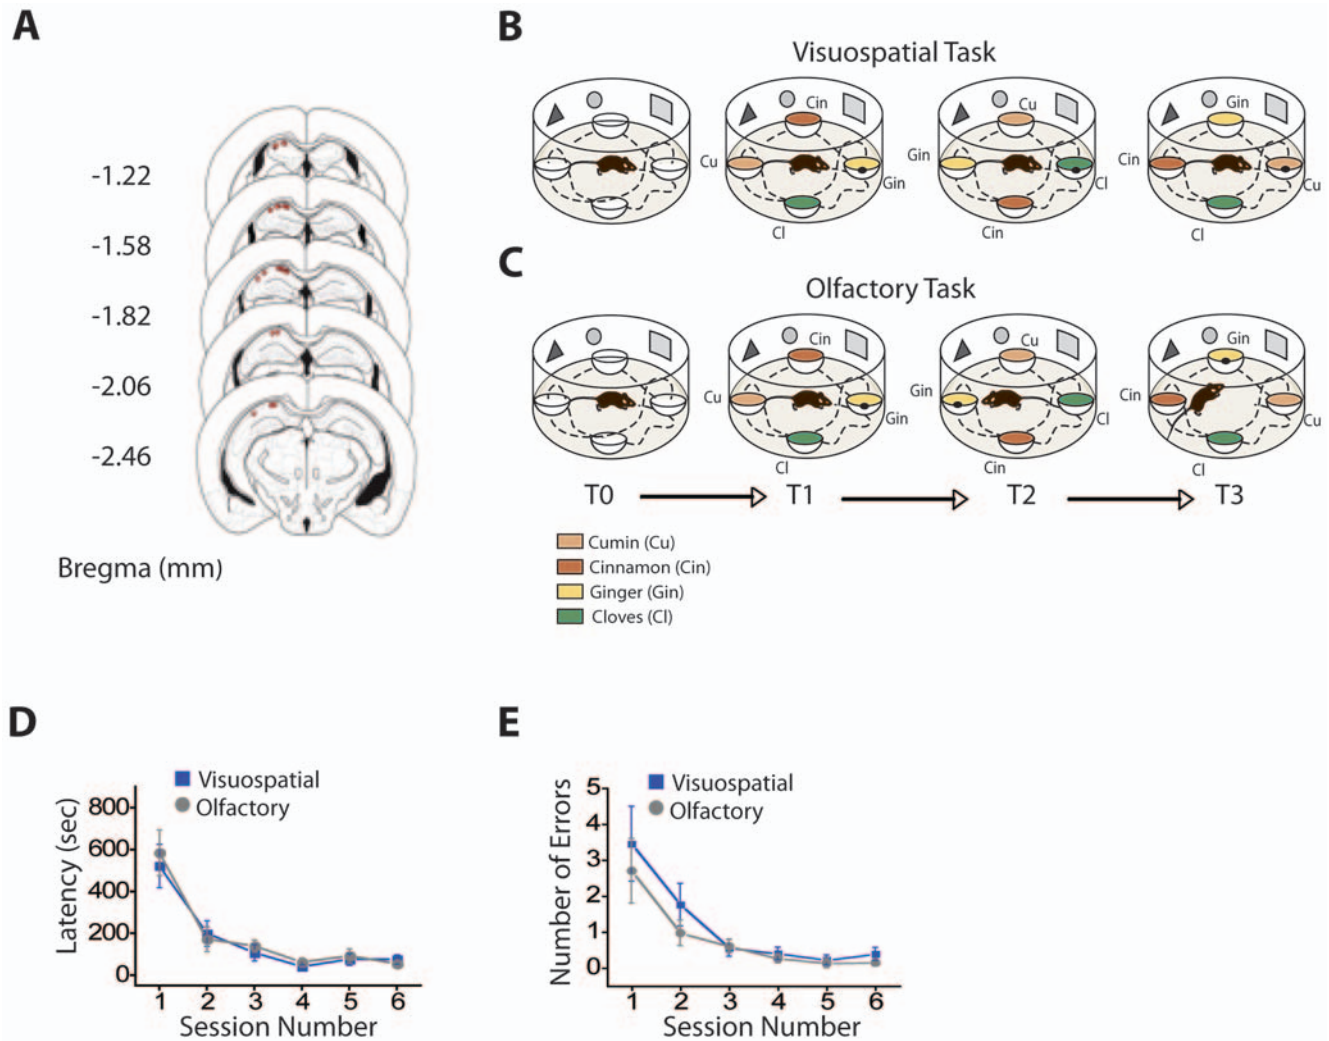 A
-1.22
-1.58
-1.82
-2.06
-2.46
Bregma (mm)
B
Visuospatial Task
Cin
Cu
Gin
Cl
Cu
Gin
Cl
Cin
Gin
Cin
Cu
Cl
C
Olfactory Task
Cin
Cu
Gin
Cl
Cu
Gin
Cl
Cin
Gin
Cin
Cu
Cl
T0
T1
T2
T3
Cumin (Cu)
Cinnamon (Cin)
Ginger (Gin)
Cloves (Cl)
D
Visuospatial
Olfactory
Latency (sec)
800
600
400
200
0
1 2 3 4 5 6
Session Number
E
Visuospatial
Olfactory
Number of Errors
5
4
3
2
1
0
1 2 3 4 5 6
Session Number